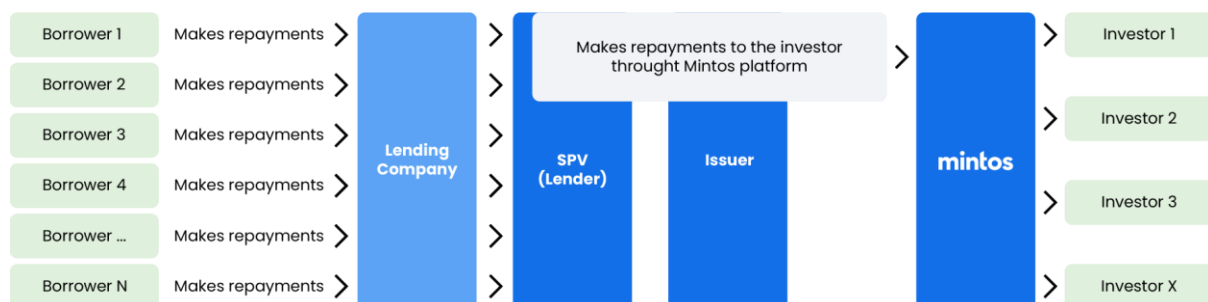 Borrower 1
Makes repayments
Makes repayments to the investor
throught Mintos platform
Investor 1
Borrower 2
Makes repayments
Investor 2
Borrower 3
Makes repayments
Lending
Company
SPV
(Lender)
Issuer
mintos
Borrower 4
Makes repayments
Investor 3
Borrower ...
Makes repayments
Borrower N
Makes repayments
Investor X